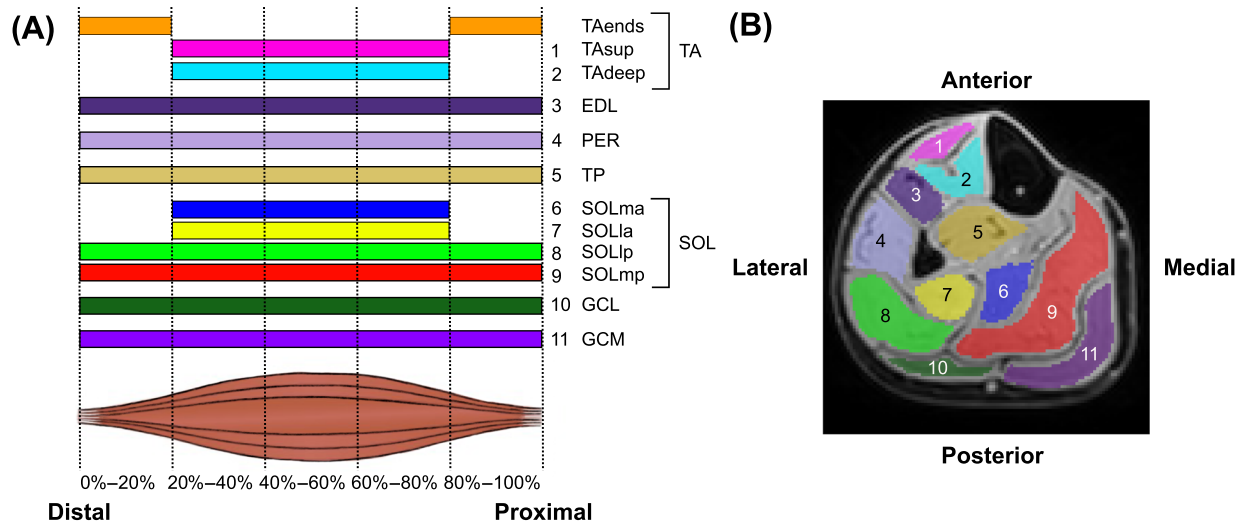 (A)
TAends
1 TAsup
2 TAdeep
TA
3 EDL
4 PER
5 TP
6 SOLma
7 SOLla
8 SOLlp
9 SOLmp
SOL
10 GCL
11 GCM
0%–20% 20%–40% 40%–60% 60%–80% 80%–100%
Distal Proximal
(B)
Anterior
1
2
3
4
5
Lateral
Medial
6
7
8
9
10
11
Posterior